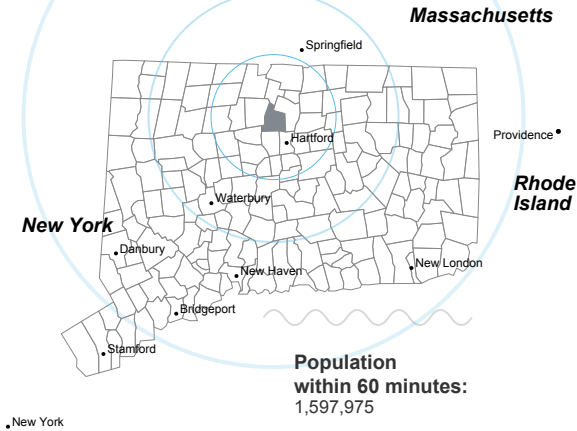 Massachusetts
Springfield
Providence
Hartford
Rhode
Island
Waterbury
New York
Danbury
New London
New Haven
Bridgeport
Stamford
Population
within 60 minutes:
1,597,975
New York